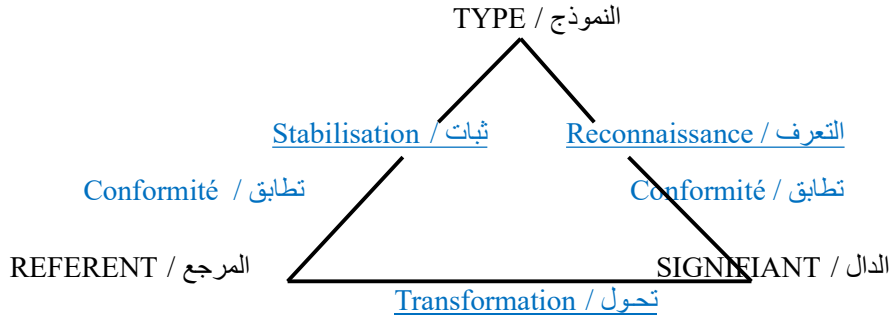 TYPE / النموذج
Stabilisation / ثبات
Reconnaissance / التعرف
Conformité / تطابق
Conformité / تطابق
REFERENT / المرجع
SIGNIFIANT / الدال
Transformation / تحول